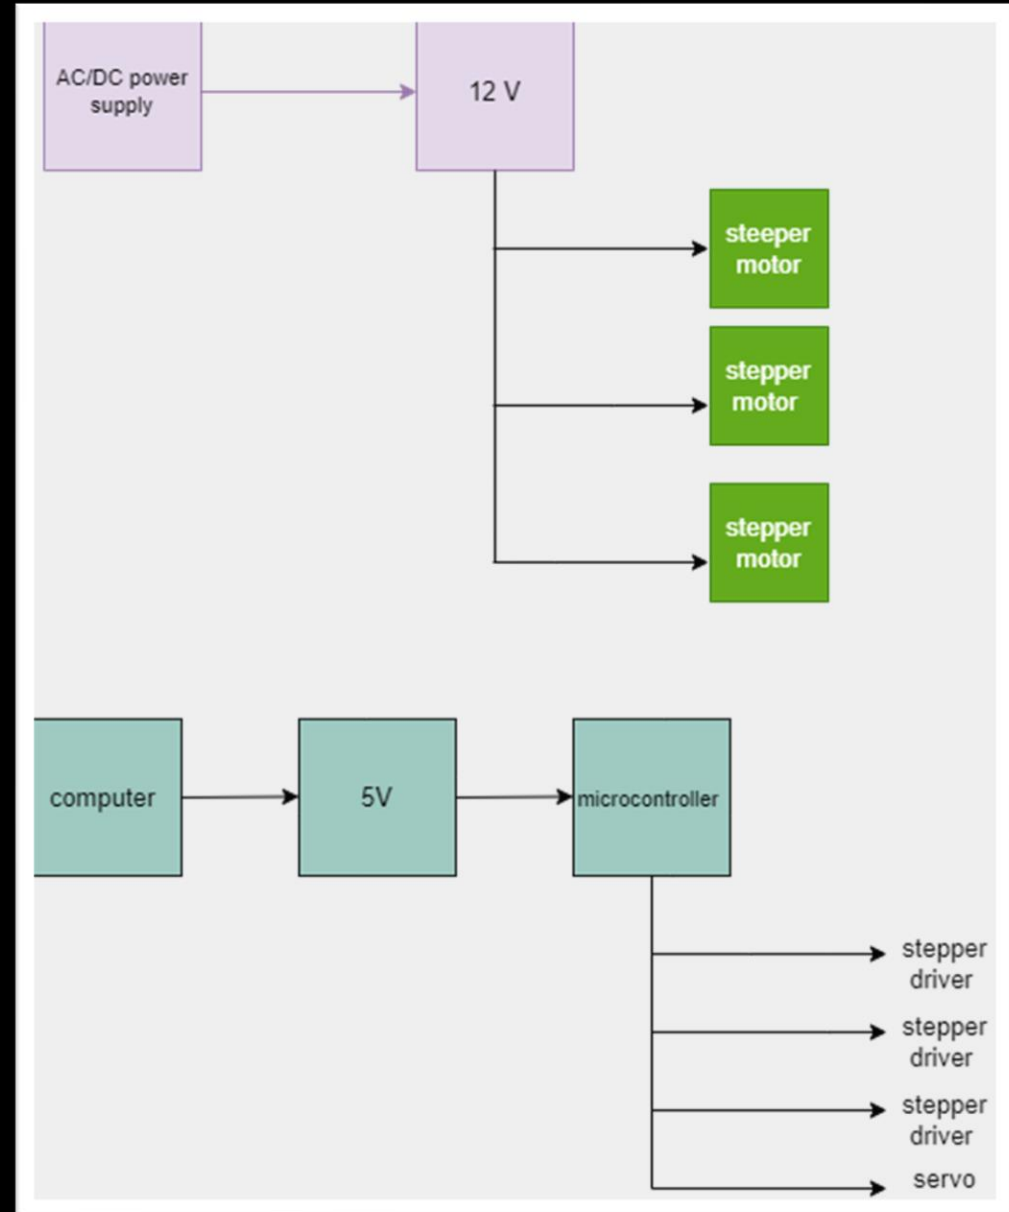 AC/DC power
supply
12 V
steeper
motor
stepper
motor
stepper
motor
computer
5V
microcontroller
stepper
driver
stepper
driver
stepper
driver
servo